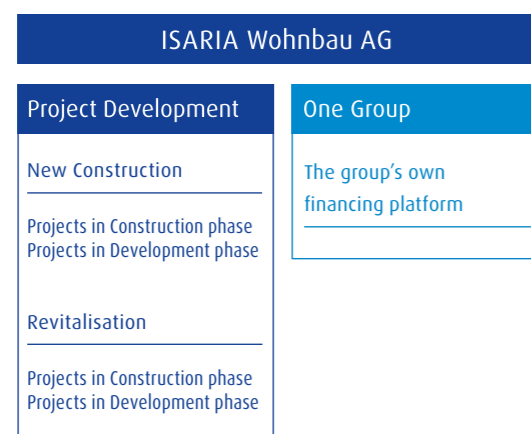 ISARIA Wohnbau AG
Project Development
New Construction
Projects in Construction phase
Projects in Development phase
Revitalisation
Projects in Construction phase
Projects in Development phase
One Group
The group's own
financing platform